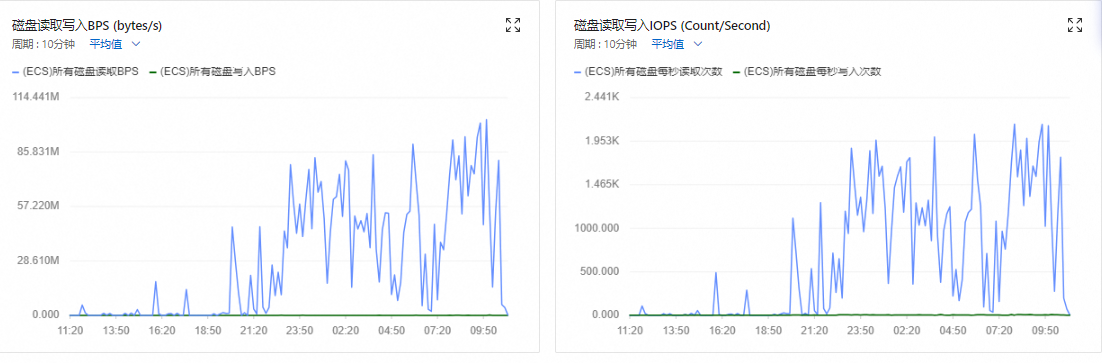 磁盘读取写入BPS (bytes/s)
周期 : 10分钟 平均值
(ECS)所有磁盘读取BPS (ECS)所有磁盘写入BPS
114.441M
85.831M
57.220M
28.610M
0.000
11:20 13:50 16:20 18:50 21:20 23:50 02:20 04:50 07:20 09:50
磁盘读取写入IOPS (Count/Second)
周期 : 10分钟 平均值
(ECS)所有磁盘每秒读取次数 (ECS)所有磁盘每秒写入次数
2.441K
1.953K
1.465K
1000.000
500.000
0.000
11:20 13:50 16:20 18:50 21:20 23:50 02:20 04:50 07:20 09:50